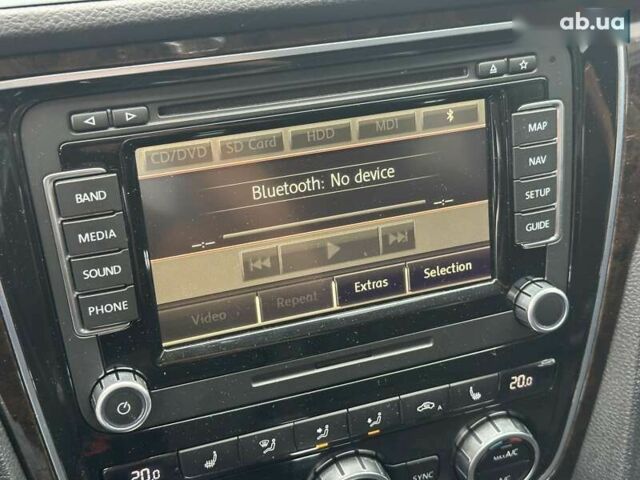 ab.ua
CD/DVD SD Card HDD MDI
Bluetooth: No device
--:-- --:--
Video Repeat Extras Selection
BAND
MEDIA
SOUND
PHONE
MAP
NAV
SETUP
GUIDE
20.0
20.0
A
SYNC
MAX A/C
A/C